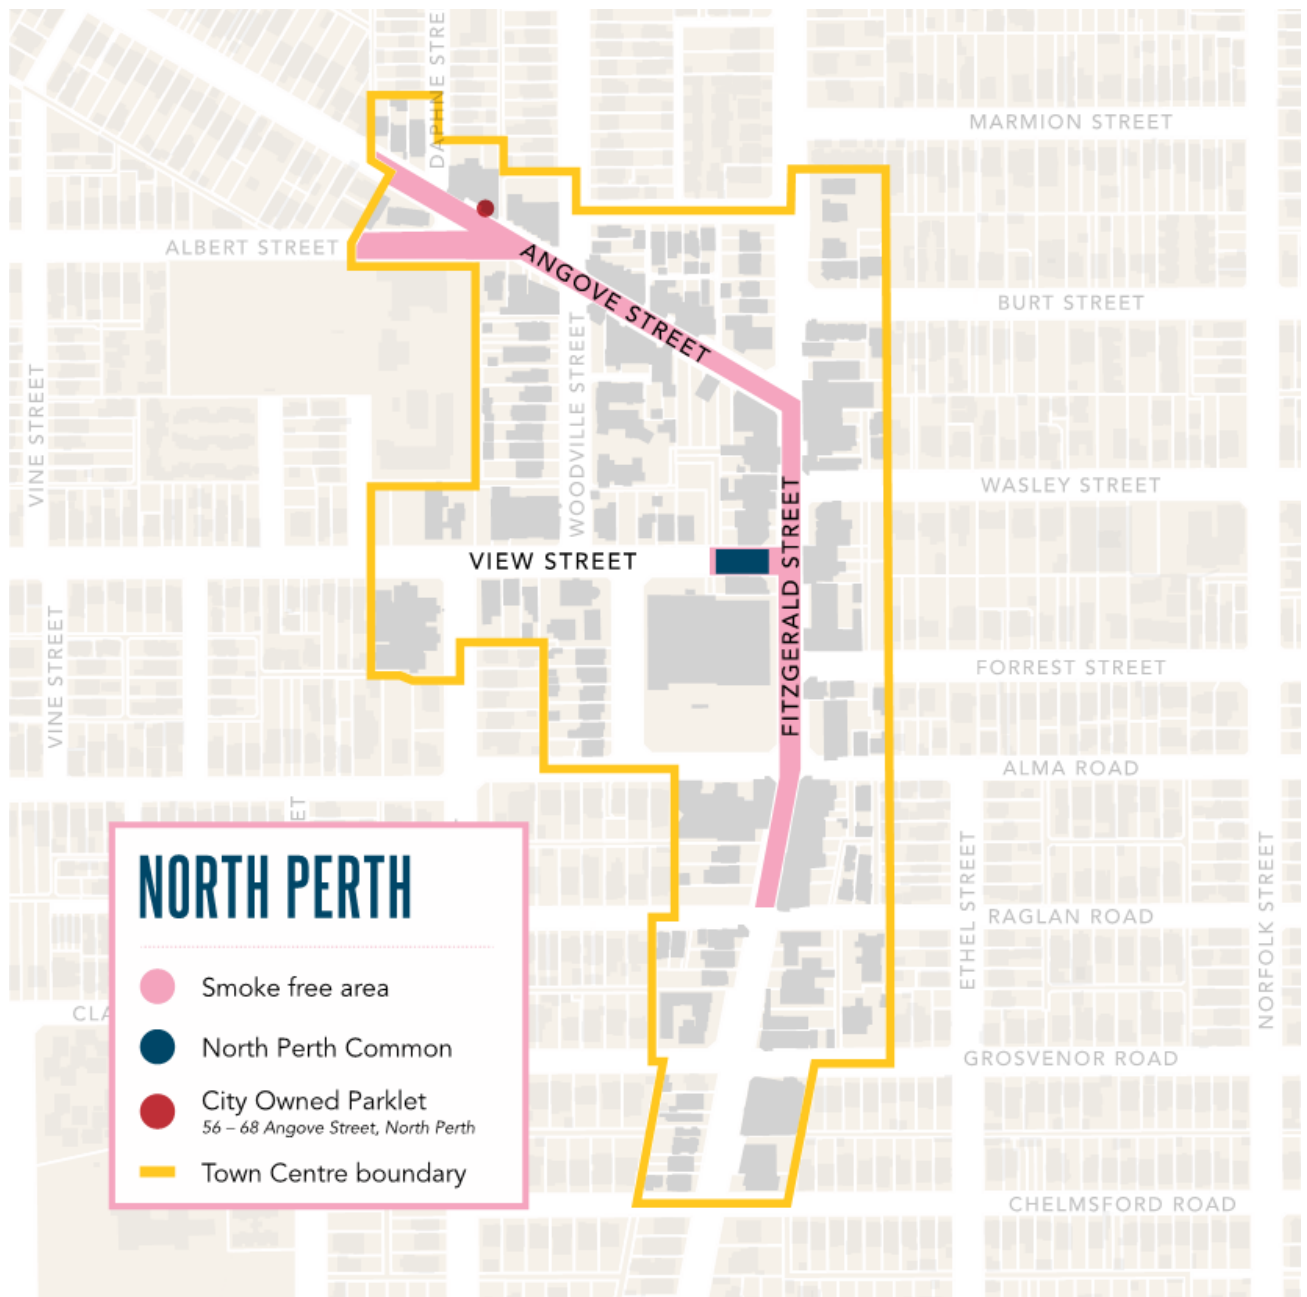 DAPHNE STRE
MARMION STREET
ALBERT STREET
ANGOVE STREET
BURT STREET
VINE STREET
WOODVILLE STREET
WASLEY STREET
VIEW STREET
FITZGERALD STREET
VINE STREET
FORREST STREET
ALMA ROAD
ET
NORTH PERTH
Smoke free area
North Perth Common
City Owned Parklet
56 – 68 Angove Street, North Perth
Town Centre boundary
CLA
ETHEL STREET
RAGLAN ROAD
NORFOLK STREET
GROSVENOR ROAD
CHELMSFORD ROAD